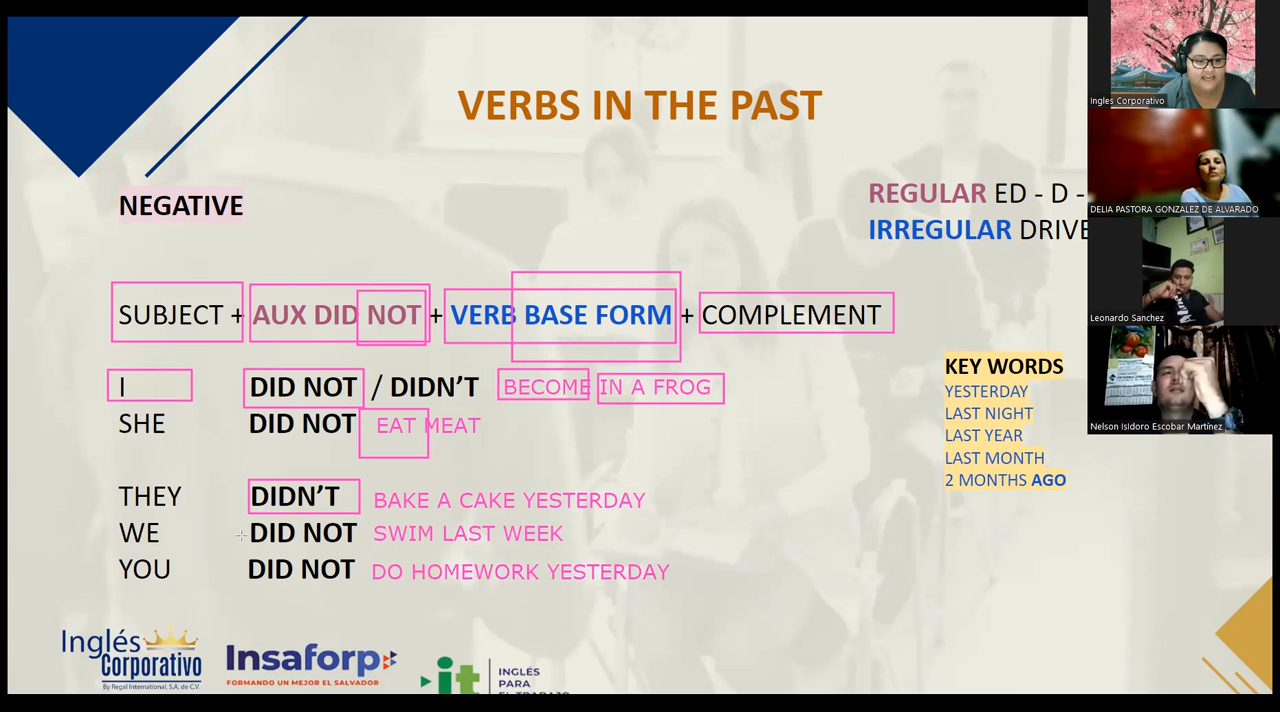 VERBS IN THE PAST
NEGATIVE
REGULAR ED - D -
IRREGULAR DRIVE
SUBJECT + AUX DID NOT + VERB BASE FORM + COMPLEMENT
I DID NOT / DIDN'T BECOME IN A FROG
SHE DID NOT EAT MEAT
THEY DIDN'T BAKE A CAKE YESTERDAY
WE DID NOT SWIM LAST WEEK
YOU DID NOT DO HOMEWORK YESTERDAY
KEY WORDS
YESTERDAY
LAST NIGHT
LAST YEAR
LAST MONTH
2 MONTHS AGO
Ingles Corporativo
DELIA PASTORA GONZALEZ DE ALVARADO
Leonardo Sanchez
Nelson Isidoro Escobar Martínez
Inglés
Corporativo
By Regal International, S.A. de C.V.
Insaforp
FORMANDO UN MEJOR EL SALVADOR
it
INGLÉS
PARA
EL TRABAJO